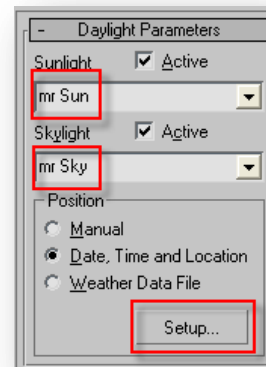 - Daylight Parameters
Sunlight Active
mr Sun
Skylight Active
mr Sky
Position
Manual
Date, Time and Location
Weather Data File
Setup...